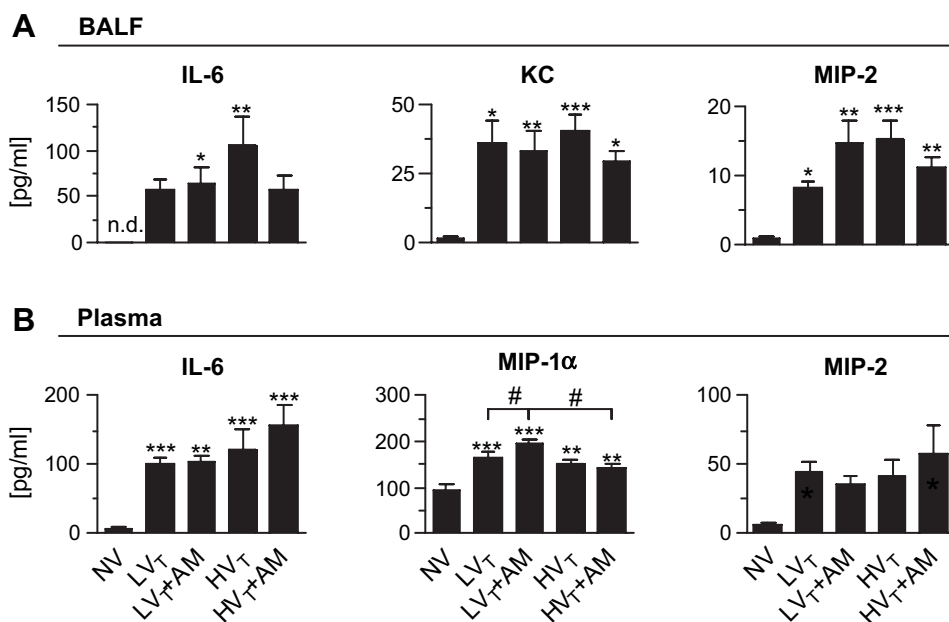 A BALF
IL-6 KC MIP-2
[pg/ml] 150 100 50 0 n.d. * ** 50 25 0 * ** *** * 20 15 10 5 0 * ** *** **
B Plasma
IL-6 MIP-1α MIP-2
[pg/ml] 200 100 0 *** ** *** *** 300 200 100 0 *** *** ** ** # # 100 50 0 * *
NV LVT LVT+AM HVT HVT+AM NV LVT LVT+AM HVT HVT+AM NV LVT LVT+AM HVT HVT+AM